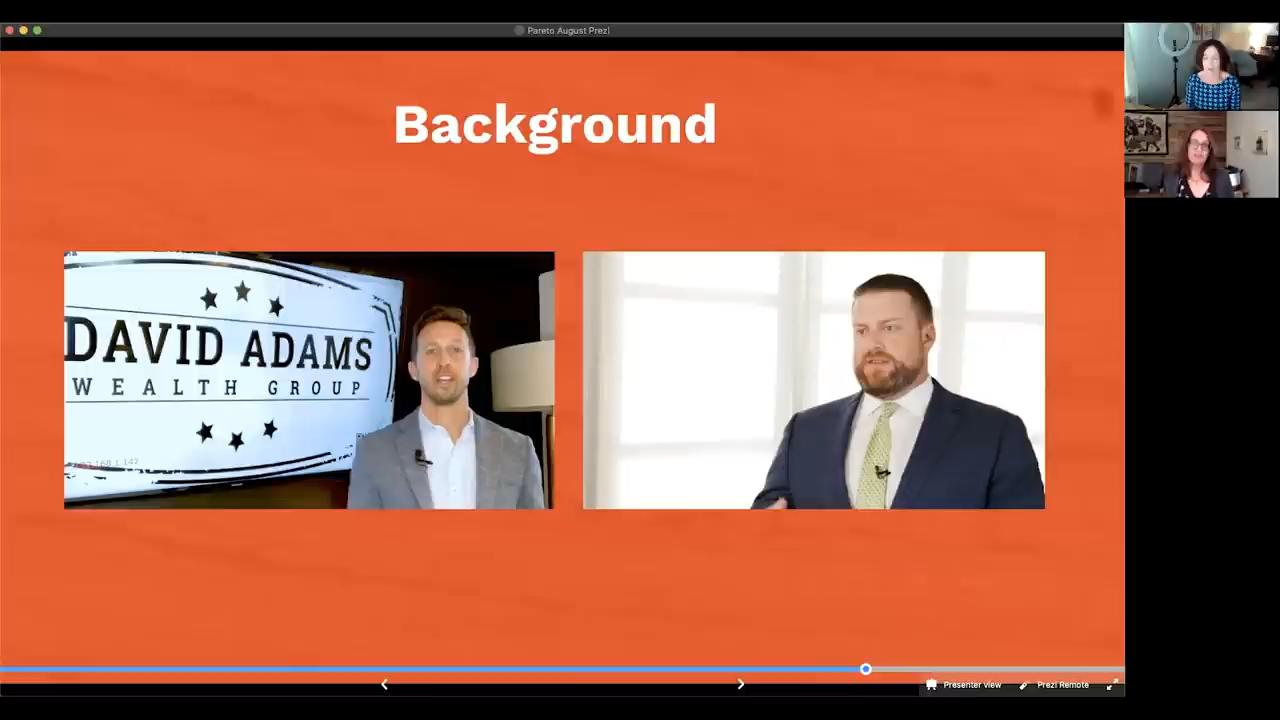 Pareto August Prezi
Background
DAVID ADAMS
WEALTH GROUP
Presenter view
Prezi Remote